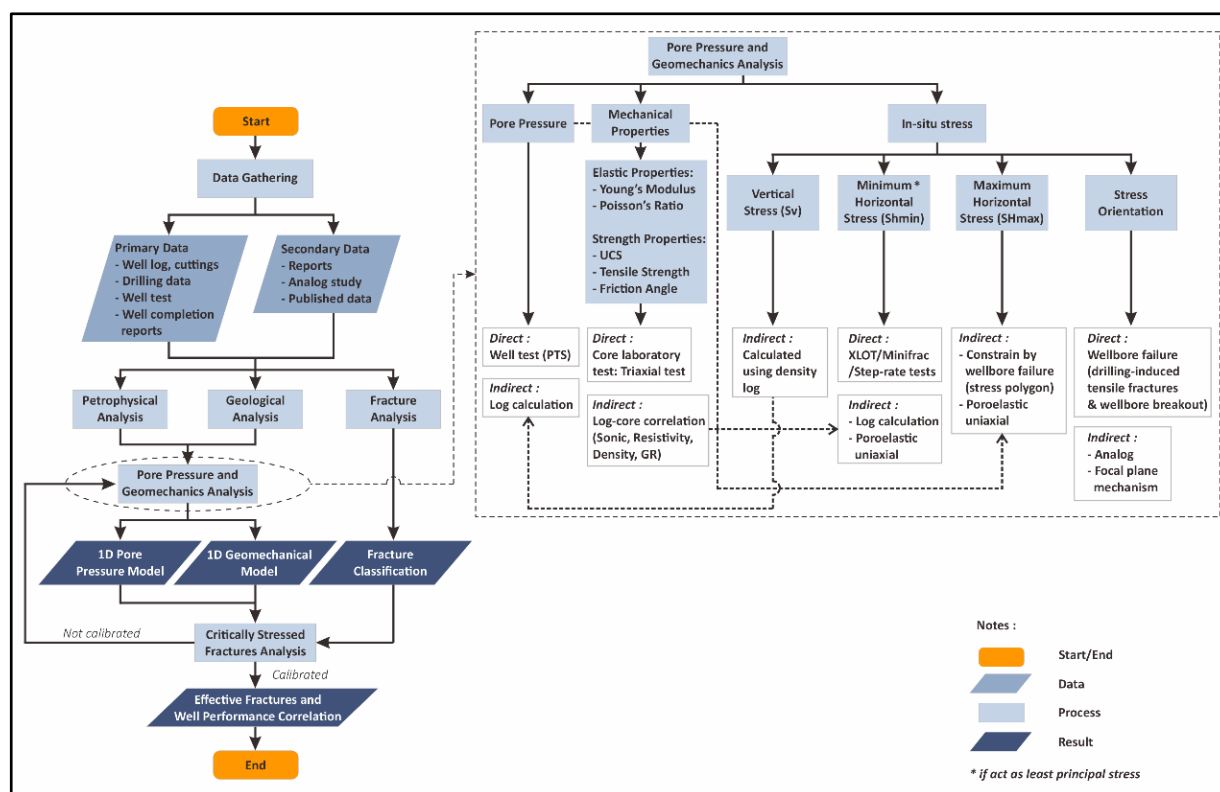 Start
Data Gathering
Primary Data
- Well log, cuttings
- Drilling data
- Well test
- Well completion
reports
Secondary Data
- Reports
- Analog study
- Published data
Petrophysical
Analysis
Geological
Analysis
Fracture
Analysis
Pore Pressure and
Geomechanics Analysis
1D Pore
Pressure Model
1D Geomechanical
Model
Fracture
Classification
Not calibrated
Critically Stressed
Fractures Analysis
Calibrated
Effective Fractures and
Well Performance Correlation
End
Pore Pressure and
Geomechanics Analysis
Pore Pressure
Mechanical
Properties
In-situ stress
Elastic Properties:
- Young's Modulus
- Poisson's Ratio
Strength Properties:
- UCS
- Tensile Strength
- Friction Angle
Vertical
Stress (Sv)
Minimum *
Horizontal
Stress (Shmin)
Maximum
Horizontal
Stress (SHmax)
Stress
Orientation
Direct :
Well test (PTS)
Indirect :
Log calculation
Direct :
Core laboratory
test: Triaxial test
Indirect :
Log-core correlation
(Sonic, Resistivity,
Density, GR)
Indirect :
Calculated
using density
log
Direct :
XLOT/Minifrac
/Step-rate tests
Indirect :
- Log calculation
- Poroelastic
uniaxial
Indirect :
- Constrain by
wellbore failure
(stress polygon)
- Poroelastic
uniaxial
Direct :
Wellbore failure
(drilling-induced
tensile fractures
& wellbore breakout)
Indirect :
- Analog
- Focal plane
mechanism
Notes :
Start/End
Data
Process
Result
* if act as least principal stress